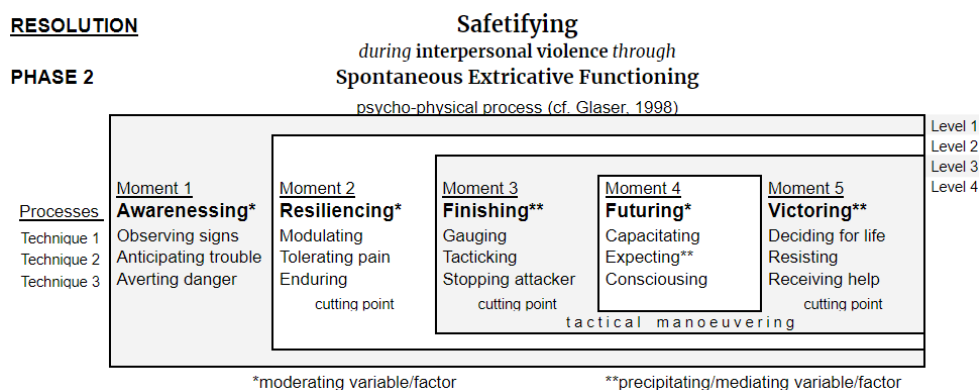 RESOLUTION Safetifying
during interpersonal violence through
PHASE 2 Spontaneous Extricative Functioning
psycho-physical process (cf. Glaser, 1998)
Level 1
Level 2
Level 3
Moment 1 Moment 2 Moment 3 Moment 4 Moment 5 Level 4
Processes Awarenessing* Resiliencing* Finishing** Futuring* Victoring**
Technique 1 Observing signs Modulating Gauging Capacitating Deciding for life
Technique 2 Anticipating trouble Tolerating pain Tacticking Expecting** Resisting
Technique 3 Averting danger Enduring Stopping attacker Consciousing Receiving help
cutting point cutting point cutting point
tactical manoeuvering
*moderating variable/factor **precipitating/mediating variable/factor